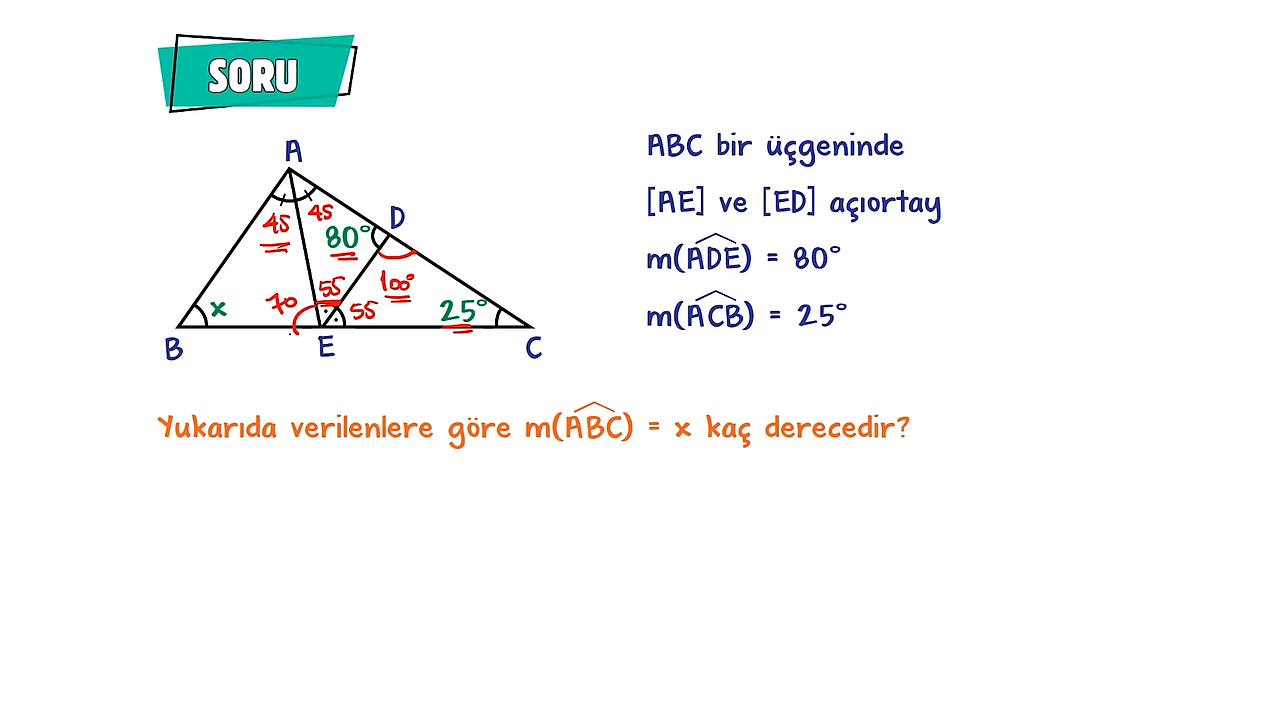 SORU
A
ABC bir üçgeninde
[AE] ve [ED] açıortay
m(ADE) = 80°
m(ACB) = 25°
45
45
D
80°
100°
55
x
70
55
25°
B
E
C
Yukarıda verilenlere göre m(ABC) = x kaç derecedir?